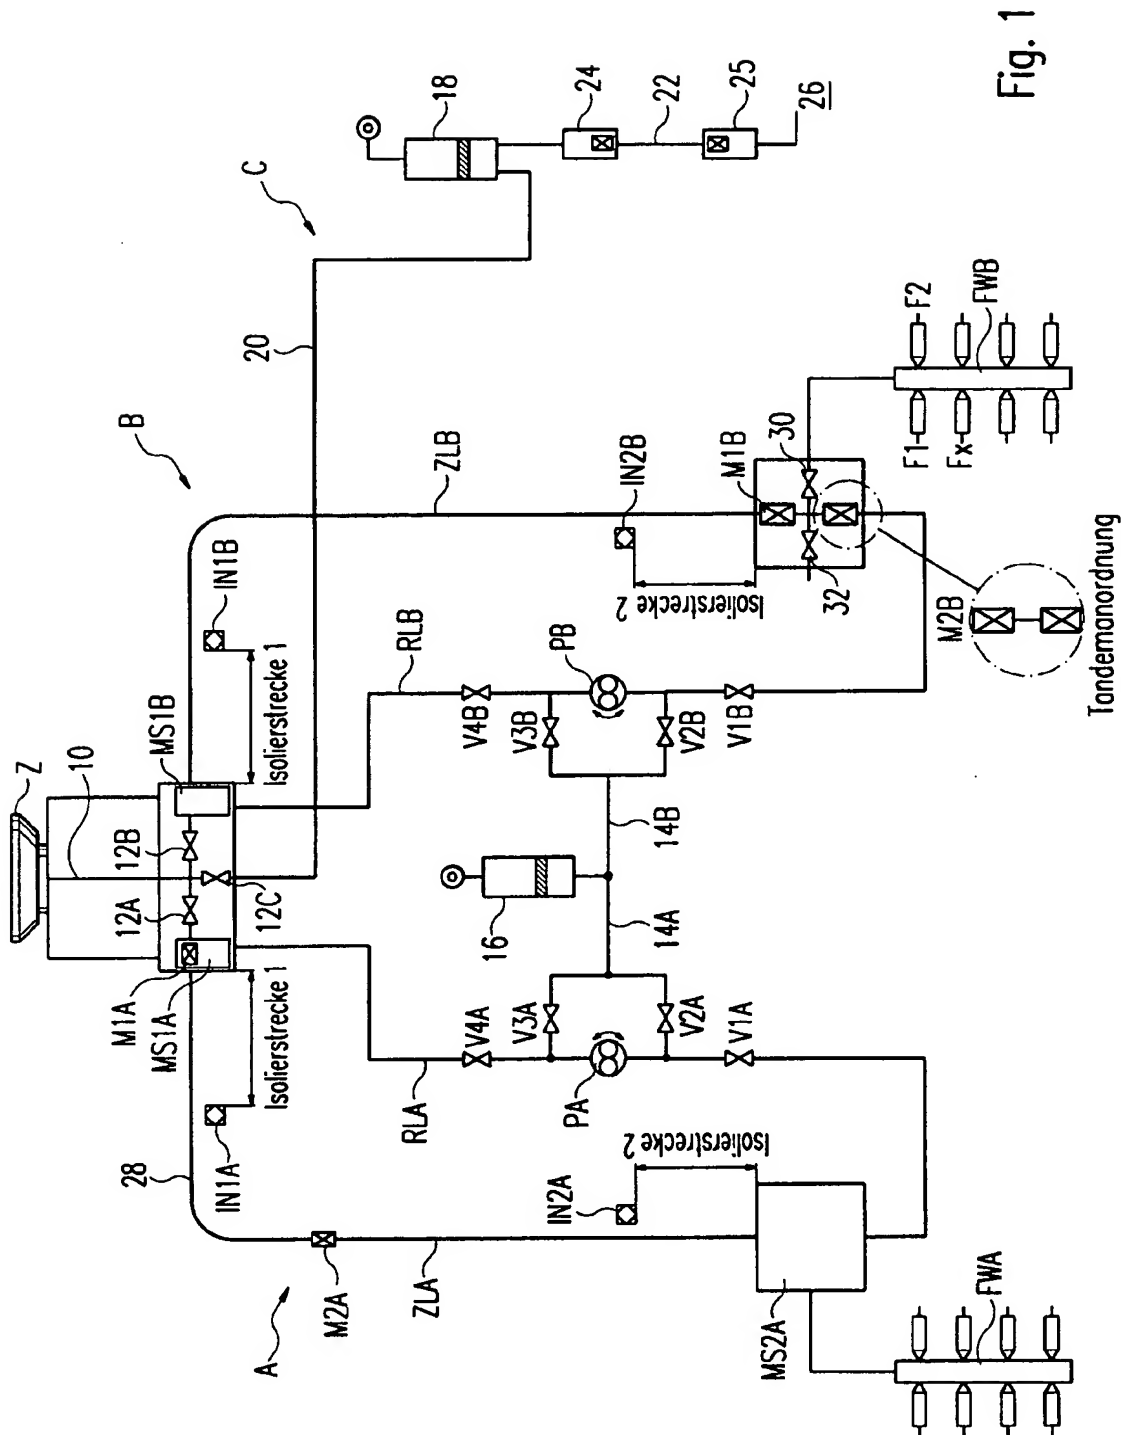 Fig. 1
Z
10
MS1B
12B
12A
12C
M1A
MS1A
Isolierstrecke 1
Isolierstrecke 1
IN1A
IN1B
28
B
20
C
18
24
22
25
26
A
M2A
ZLA
RLA
V4A
V3A
PA
V2A
V1A
16
14A
14B
RLB
V4B
V3B
PB
V2B
V1B
ZLB
IN2A
Isolierstrecke 2
IN2B
Isolierstrecke 2
MS2A
FWA
M1B
30
32
M2B
Tandemanordnung
F1
F2
Fx
FWB